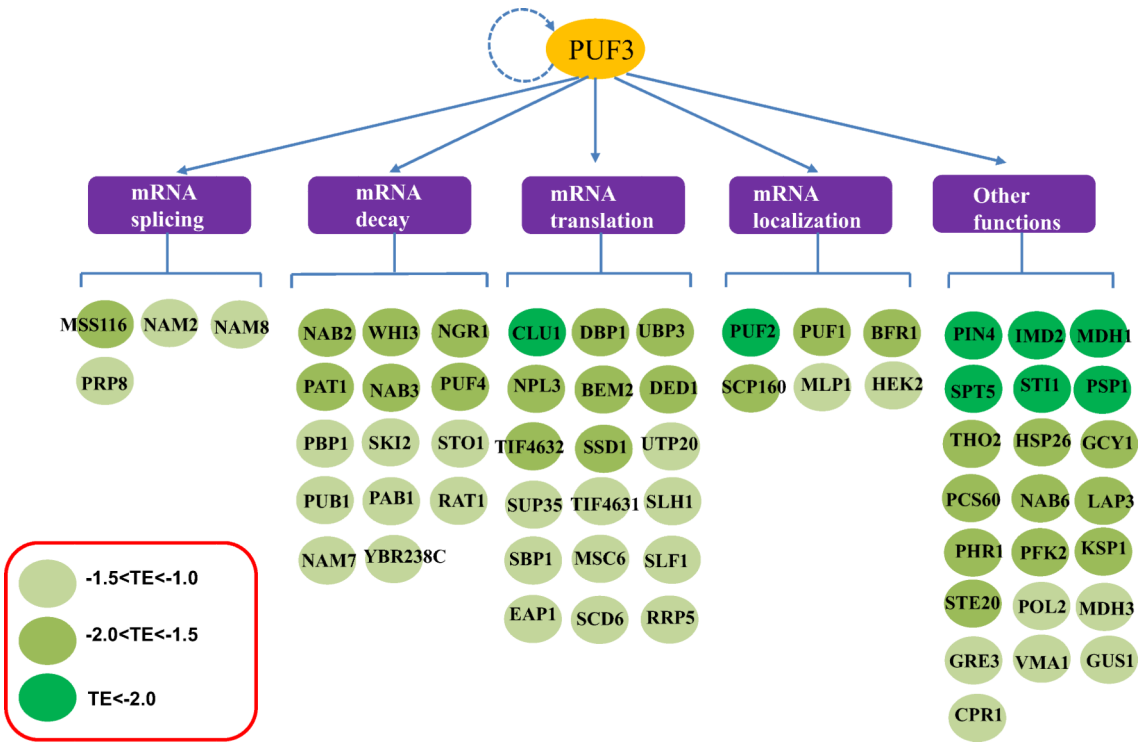 PUF3
mRNA
splicing
mRNA
decay
mRNA
translation
mRNA
localization
Other
functions
MSS116 NAM2 NAM8
PRP8
NAB2 WHI3 NGR1
PAT1 NAB3 PUF4
PBP1 SKI2 STO1
PUB1 PAB1 RAT1
NAM7 YBR238C
CLU1 DBP1 UBP3
NPL3 BEM2 DED1
TIF4632 SSD1 UTP20
SUP35 TIF4631 SLH1
SBP1 MSC6 SLF1
EAP1 SCD6 RRP5
PUF2 PUF1 BFR1
SCP160 MLP1 HEK2
PIN4 IMD2 MDH1
SPT5 STI1 PSP1
THO2 HSP26 GCY1
PCS60 NAB6 LAP3
PHR1 PFK2 KSP1
STE20 POL2 MDH3
GRE3 VMA1 GUS1
CPR1
-1.5<TE<-1.0
-2.0<TE<-1.5
TE<-2.0